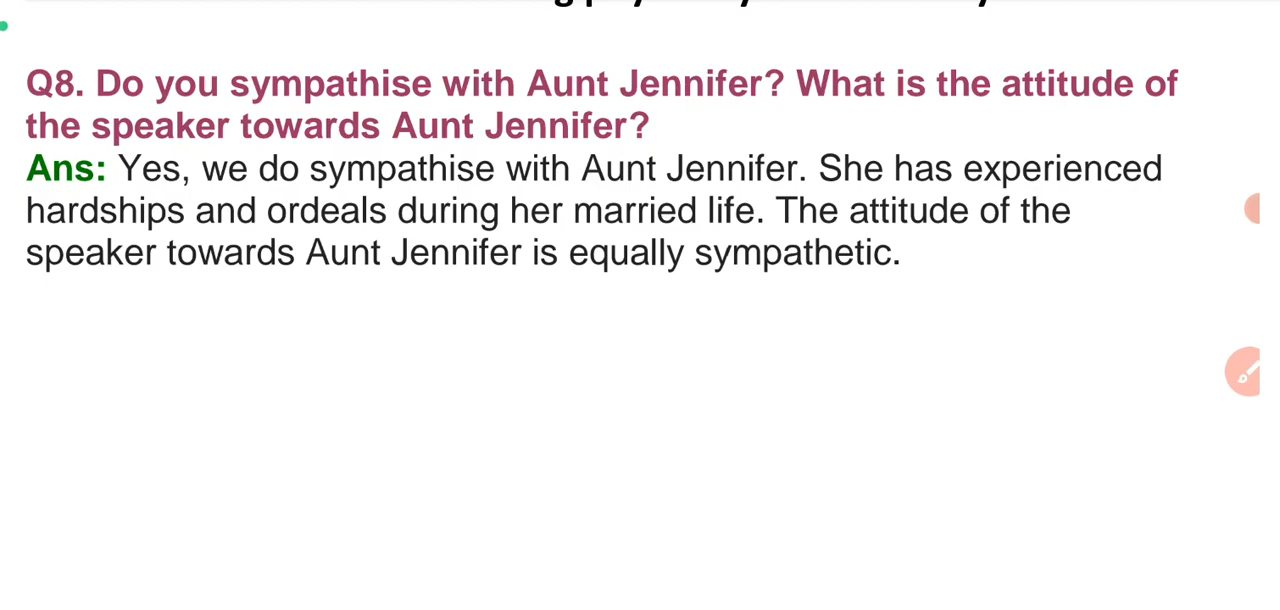 Q8. Do you sympathise with Aunt Jennifer? What is the attitude of
the speaker towards Aunt Jennifer?
Ans: Yes, we do sympathise with Aunt Jennifer. She has experienced
hardships and ordeals during her married life. The attitude of the
speaker towards Aunt Jennifer is equally sympathetic.